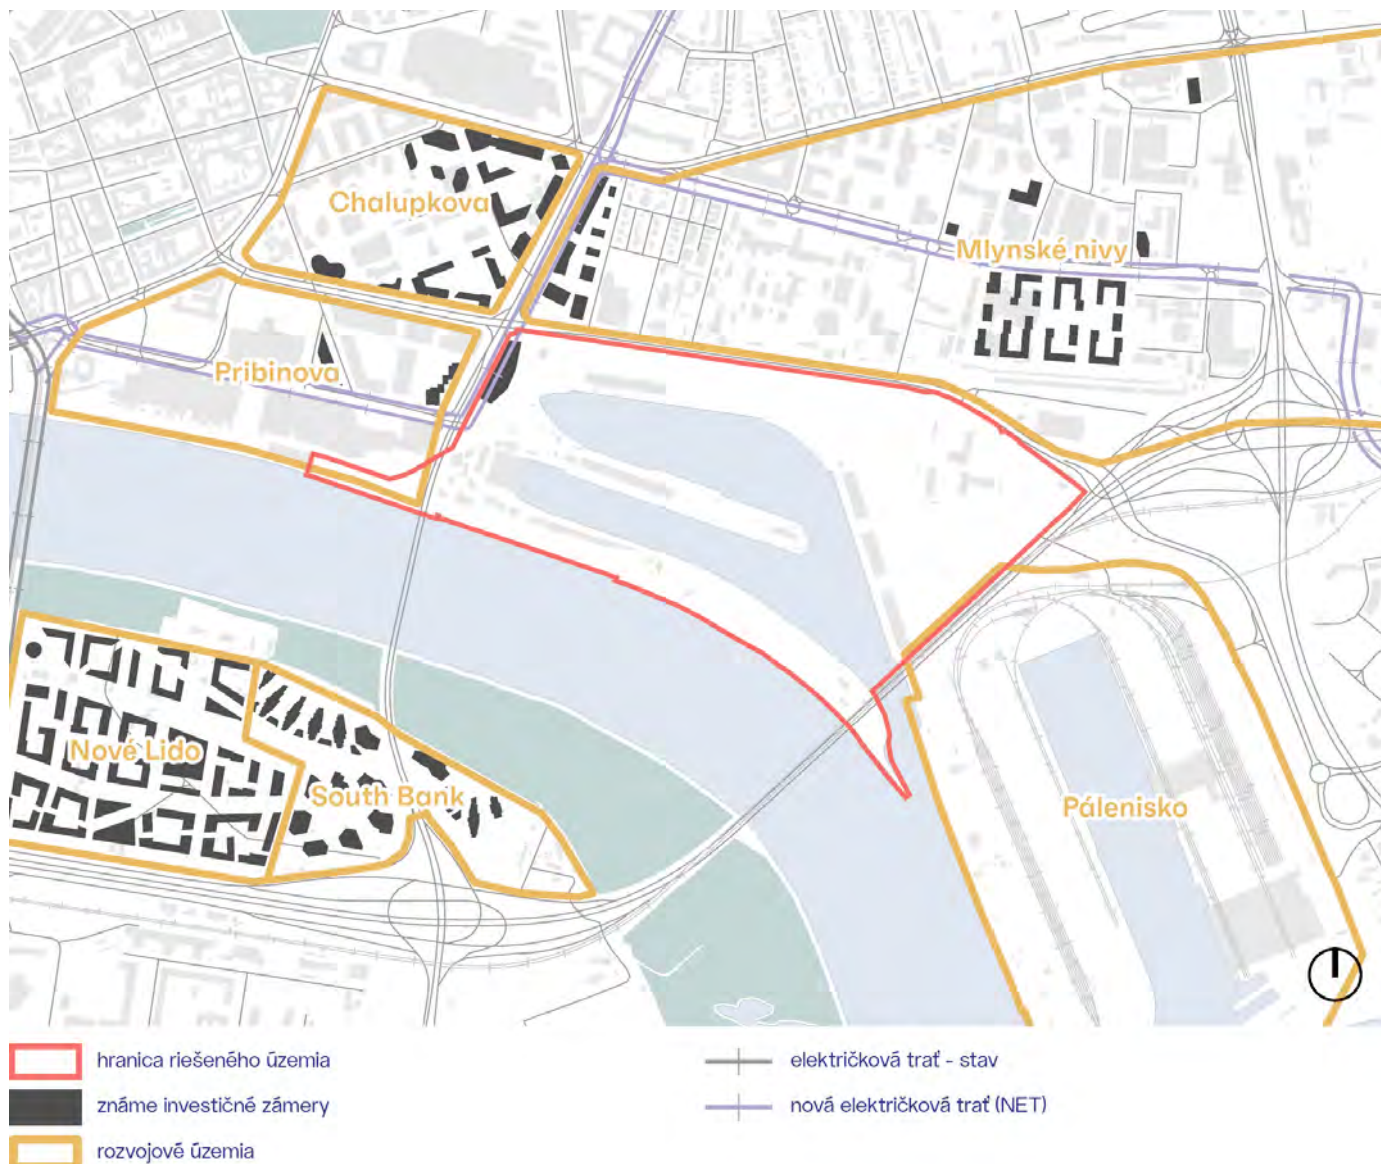 Chalupkova
Mlynské nivy
Pribinova
Nové Lido
South Bank
Pálenisko
hranica riešeného územia
známe investičné zámery
rozvojové územia
električková trať - stav
nová električková trať (NET)